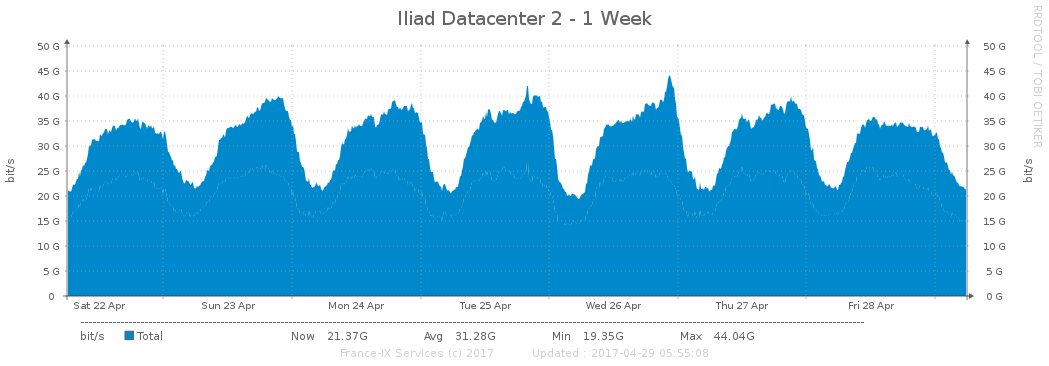 Iliad Datacenter 2 - 1 Week
RRDTOOL / TOBI OETIKER
bit/s
50 G 50 G
45 G 45 G
40 G 40 G
35 G 35 G
30 G 30 G
25 G 25 G
20 G 20 G
15 G 15 G
10 G 10 G
5 G 5 G
0 0 G
bit/s
Sat 22 Apr Sun 23 Apr Mon 24 Apr Tue 25 Apr Wed 26 Apr Thu 27 Apr Fri 28 Apr
bit/s Total Now 21.37G Avg 31.28G Min 19.35G Max 44.04G
France-IX Services (c) 2017 Updated : 2017-04-29 05:55:08